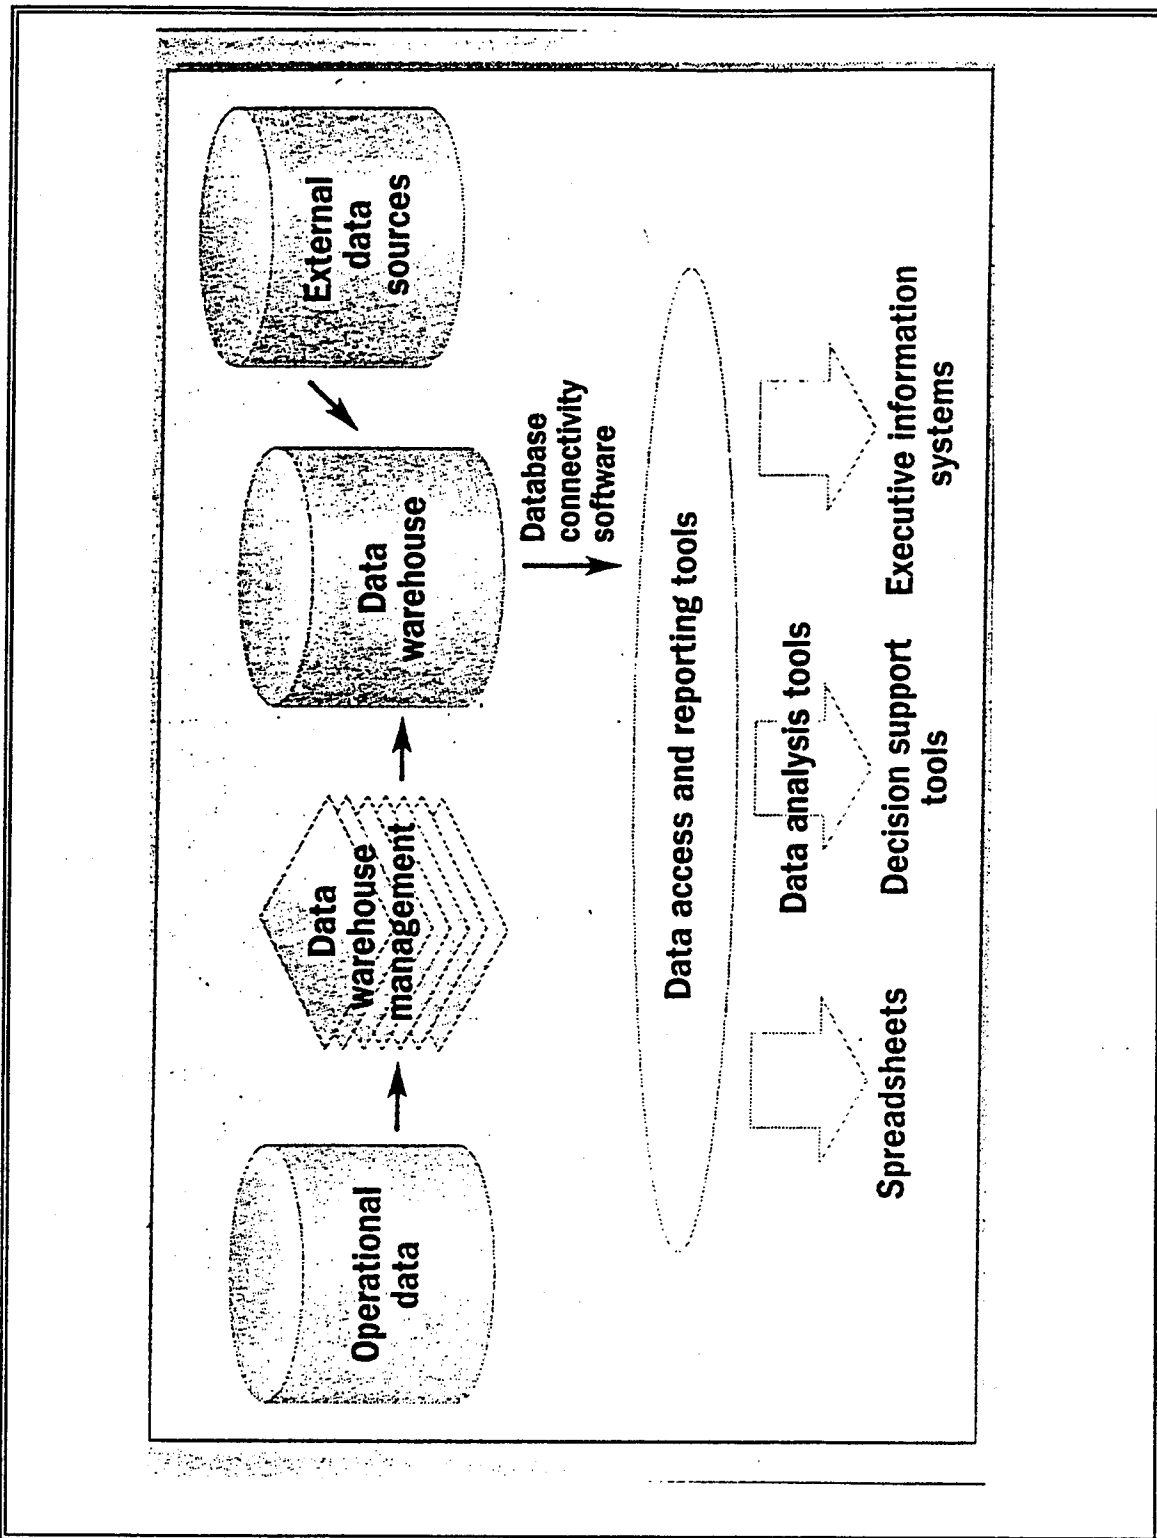 Operational
data
Data
warehouse
management
Data
warehouse
External
data
sources
Database
connectivity
software
Data access and reporting tools
Data analysis tools
Spreadsheets
Decision support
tools
Executive information
systems